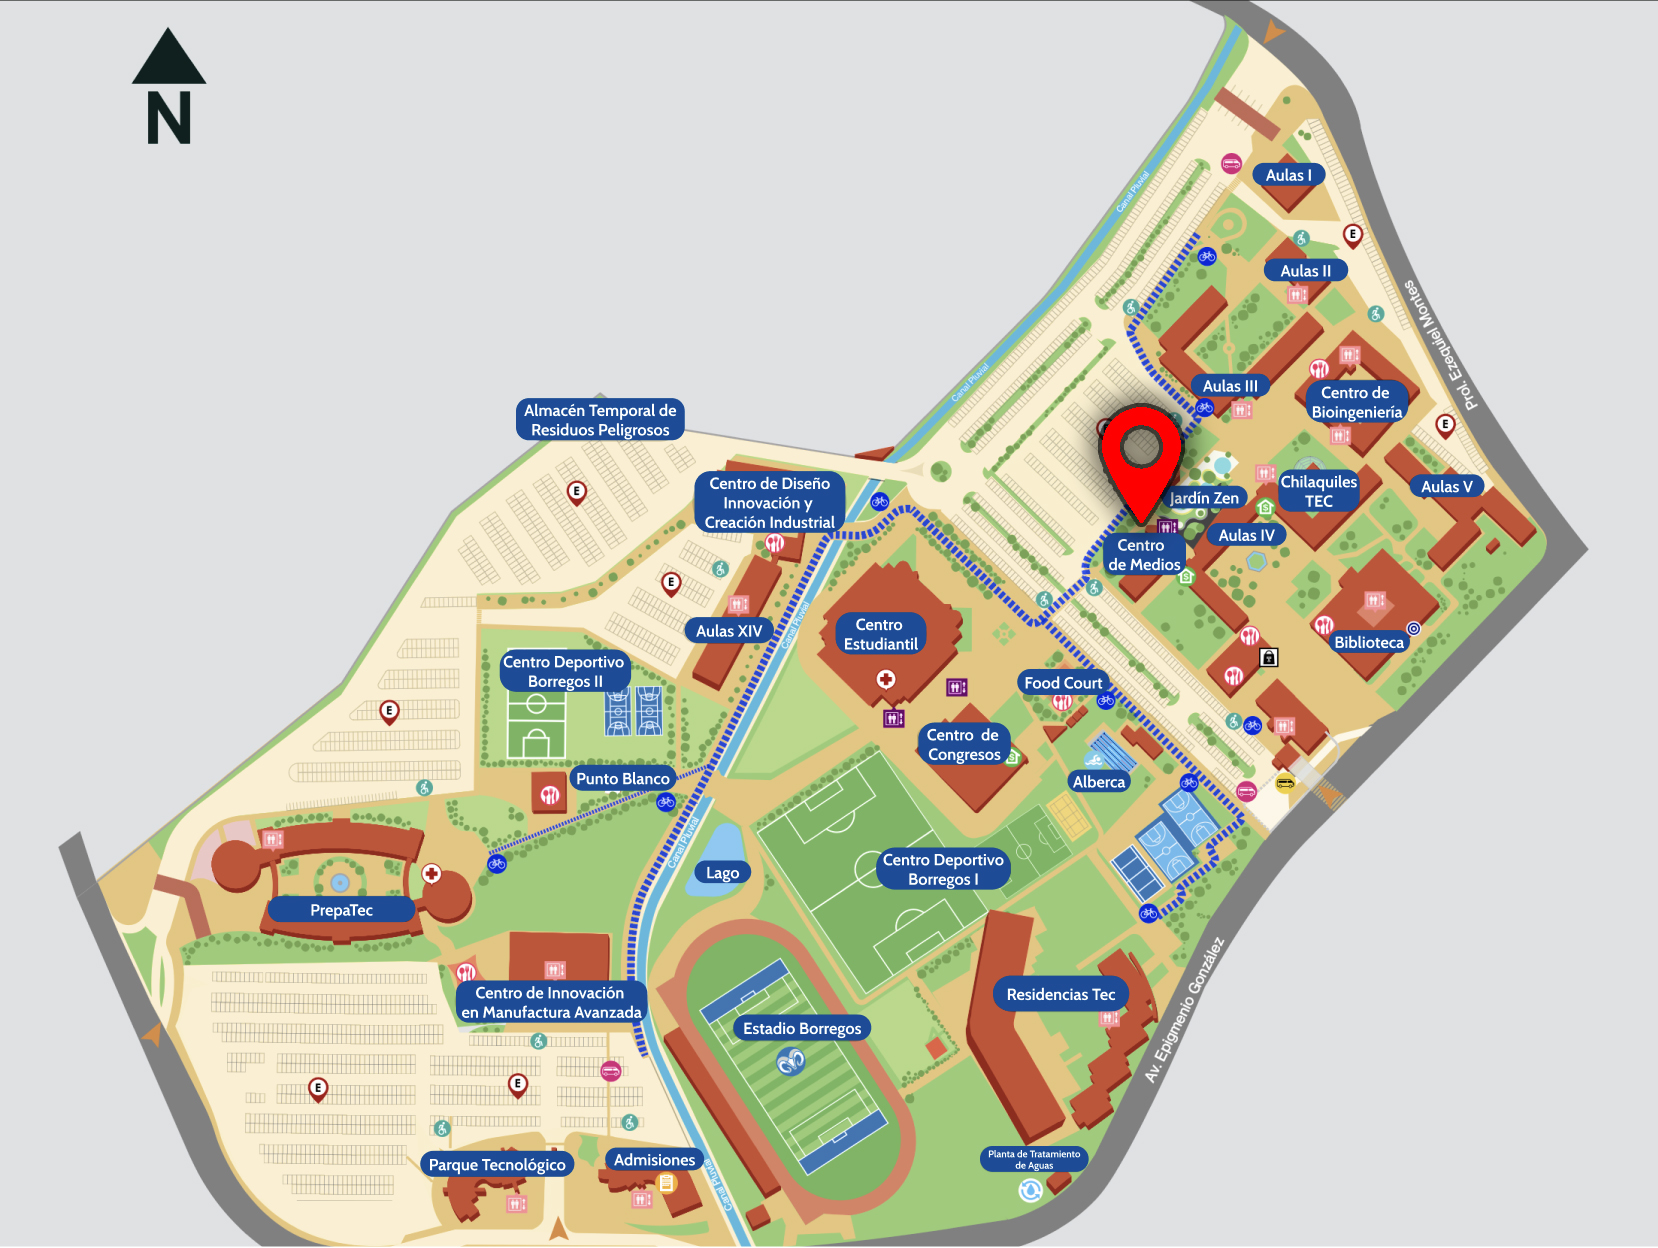 N
Aulas I
Canal Pluvial
E
Aulas II
Prol. Ezequiel Montes
Canal Pluvial
Aulas III
Centro de
Bioingeniería
Almacén Temporal de
Residuos Peligrosos
E
Centro de Diseño
Innovación y
Creación Industrial
E
Jardín Zen
Chilaquiles
TEC
Aulas V
Aulas IV
Centro
de Medios
E
Aulas XIV
Canal Pluvial
Centro
Estudiantil
Biblioteca
Centro Deportivo
Borregos II
Food Court
E
Centro de
Congresos
Punto Blanco
Alberca
Canal Pluvial
Lago
Centro Deportivo
Borregos I
PrepaTec
Centro de Innovación
en Manufactura Avanzada
Residencias Tec
Estadio Borregos
Av. Epigmenio González
E
E
Parque Tecnológico
Admisiones
Canal Pluvial
Planta de Tratamiento
de Aguas